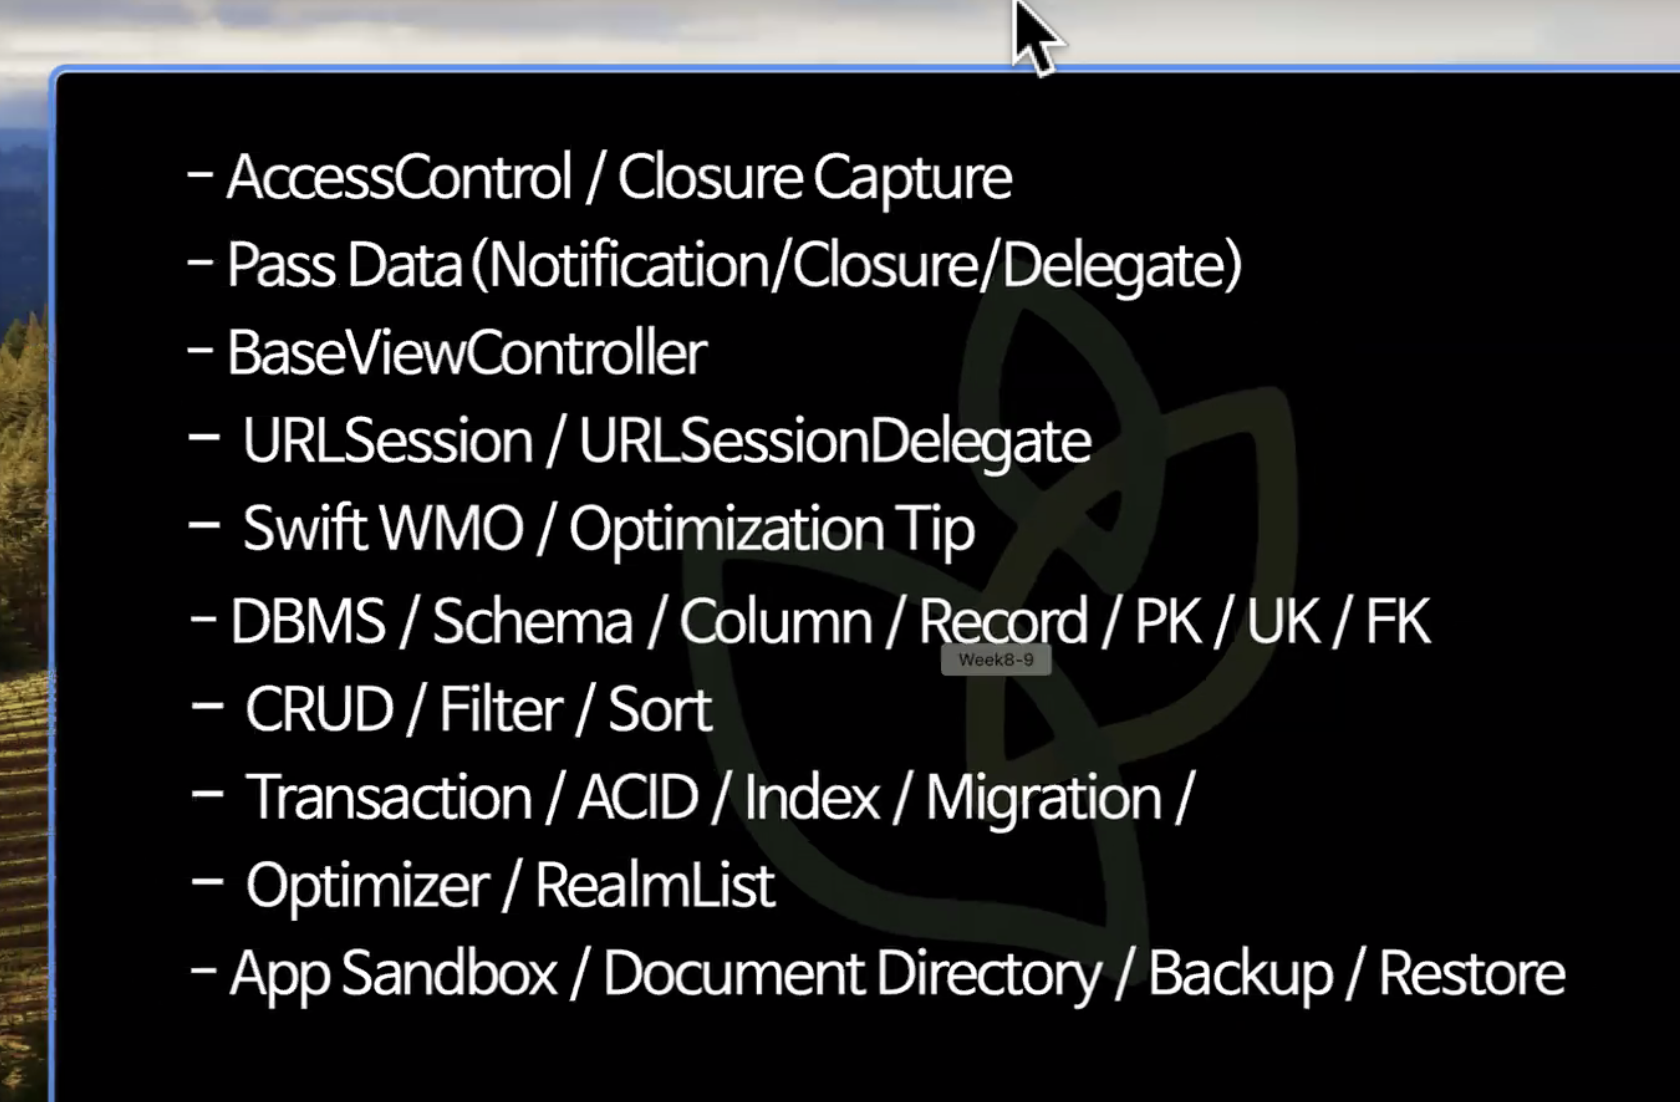 - AccessControl / Closure Capture
- Pass Data (Notification/Closure/Delegate)
- BaseViewController
- URLSession / URLSessionDelegate
- Swift WMO / Optimization Tip
- DBMS / Schema / Column / Record / PK / UK / FK
Week8-9
- CRUD / Filter / Sort
- Transaction / ACID / Index / Migration /
- Optimizer / RealmList
- App Sandbox / Document Directory / Backup / Restore